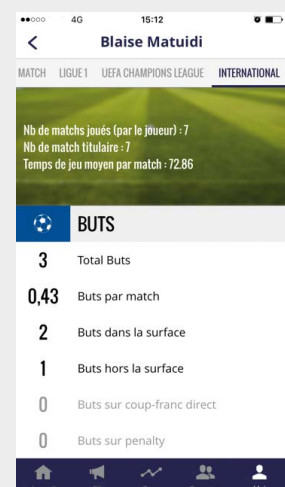 4G 15:12
Blaise Matuidi
MATCH LIGUE 1 UEFA CHAMPIONS LEAGUE INTERNATIONAL
Nb de matchs joués (par le joueur) : 7
Nb de match titulaire : 7
Temps de jeu moyen par match : 72.86
BUTS
3 Total Buts
0,43 Buts par match
2 Buts dans la surface
1 Buts hors la surface
0 Buts sur coup-franc direct
0 Buts sur penalty